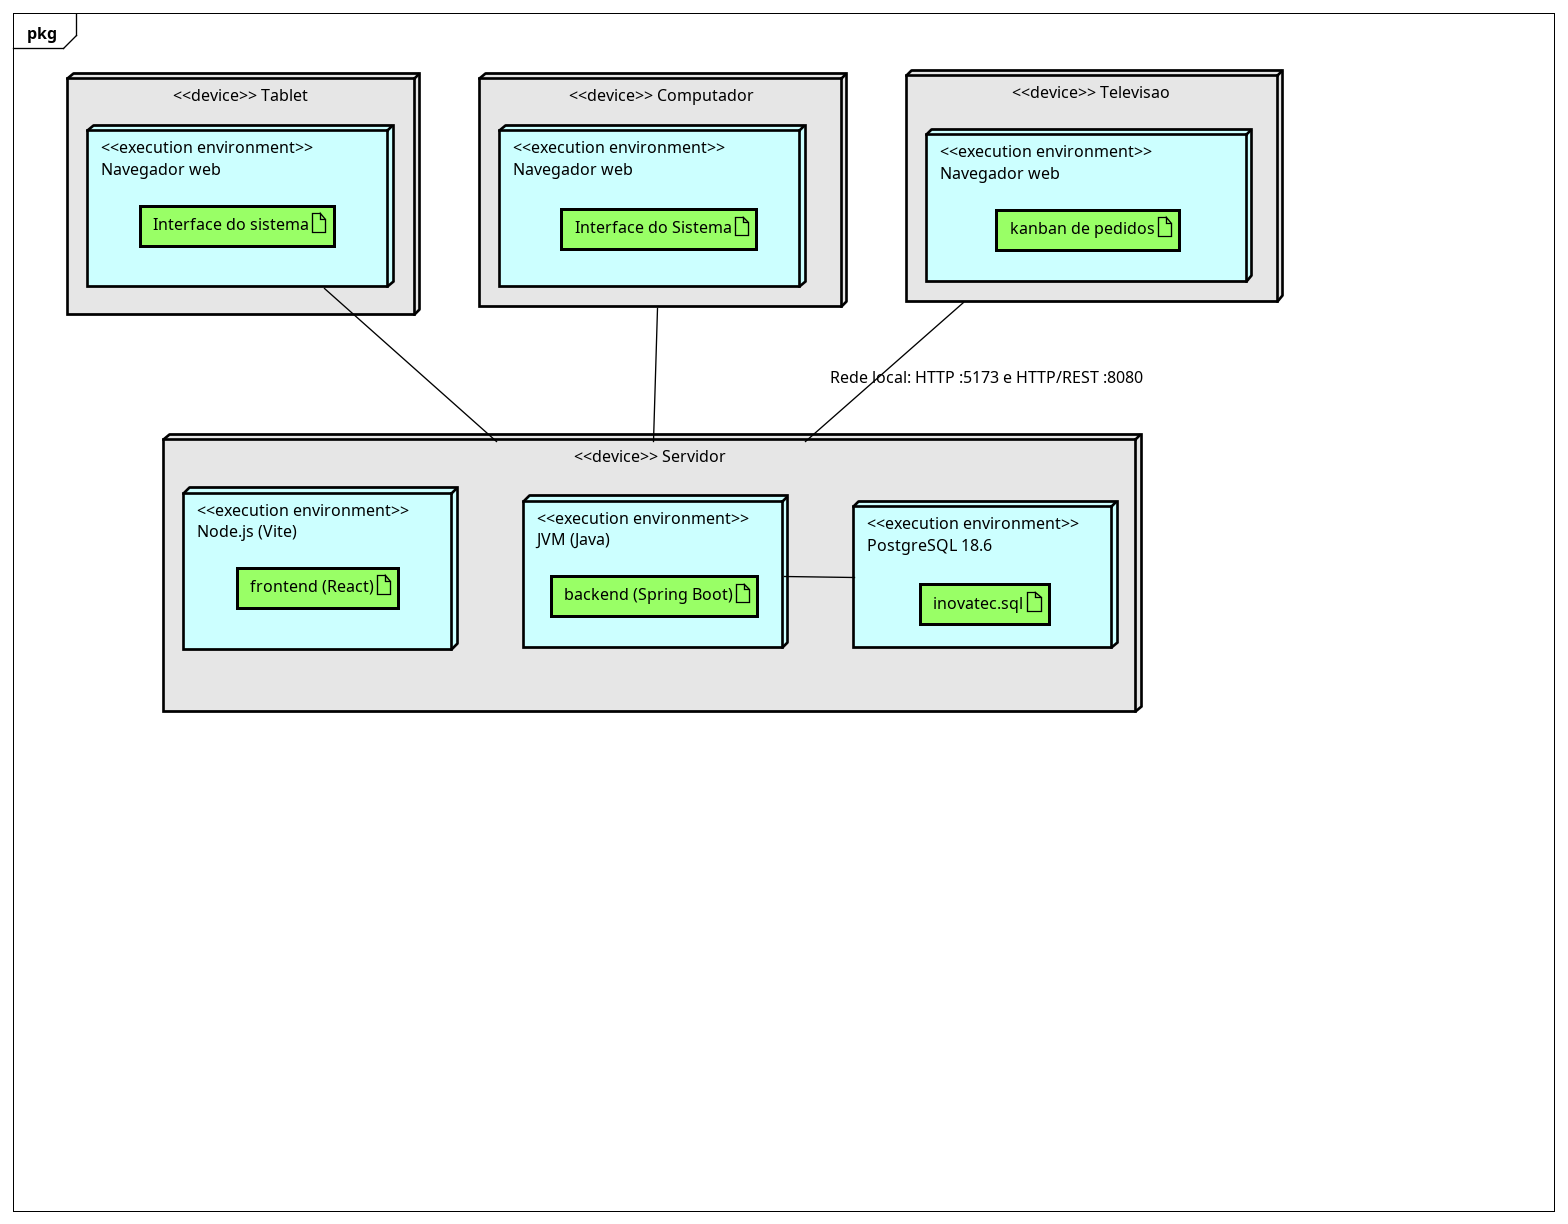 pkg
<<device>> Tablet
<<execution environment>>
Navegador web
Interface do sistema
<<device>> Computador
<<execution environment>>
Navegador web
Interface do Sistema
<<device>> Televisao
<<execution environment>>
Navegador web
kanban de pedidos
Rede local: HTTP :5173 e HTTP/REST :8080
<<device>> Servidor
<<execution environment>>
Node.js (Vite)
frontend (React)
<<execution environment>>
JVM (Java)
backend (Spring Boot)
<<execution environment>>
PostgreSQL 18.6
inovatec.sql